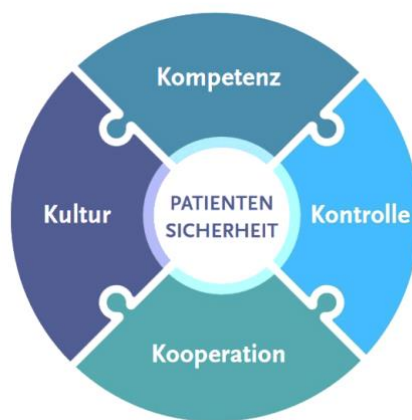 Kompetenz
Kultur
PATIENTEN
SICHERHEIT
Kontrolle
Kooperation